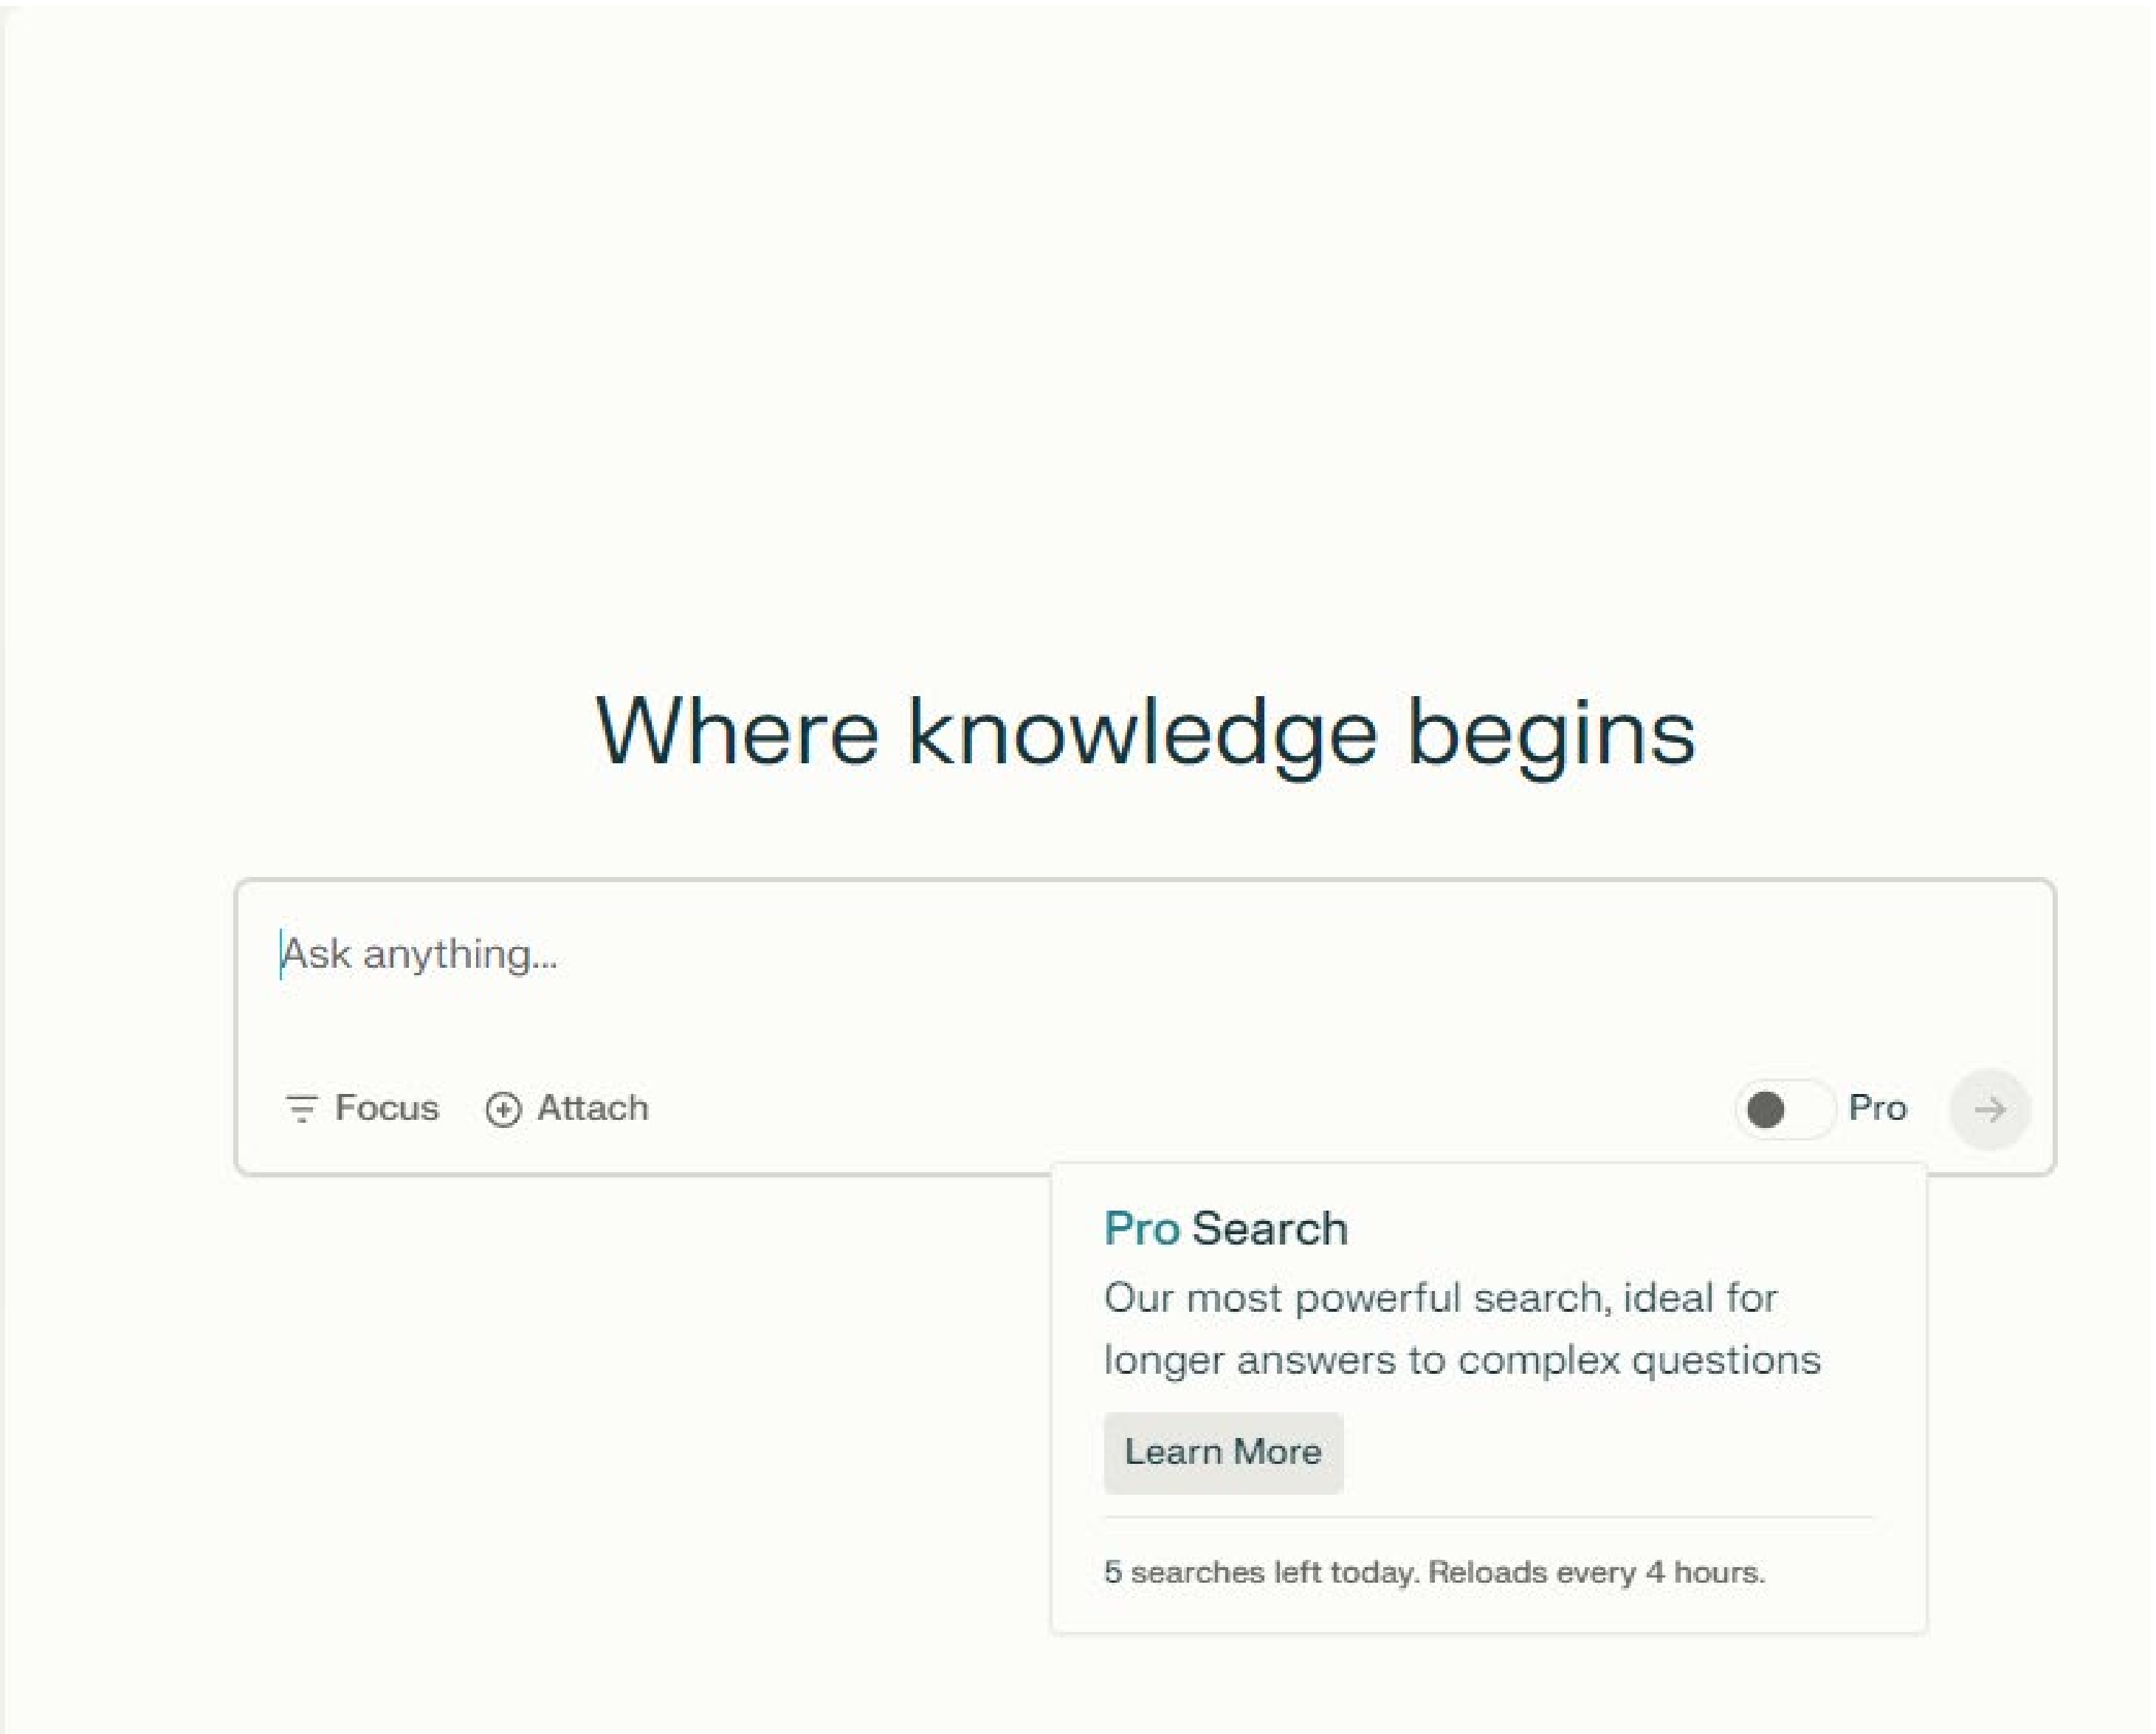 Where knowledge begins
Ask anything...
Focus
Attach
Pro
Pro Search
Our most powerful search, ideal for
longer answers to complex questions
Learn More
5 searches left today. Reloads every 4 hours.